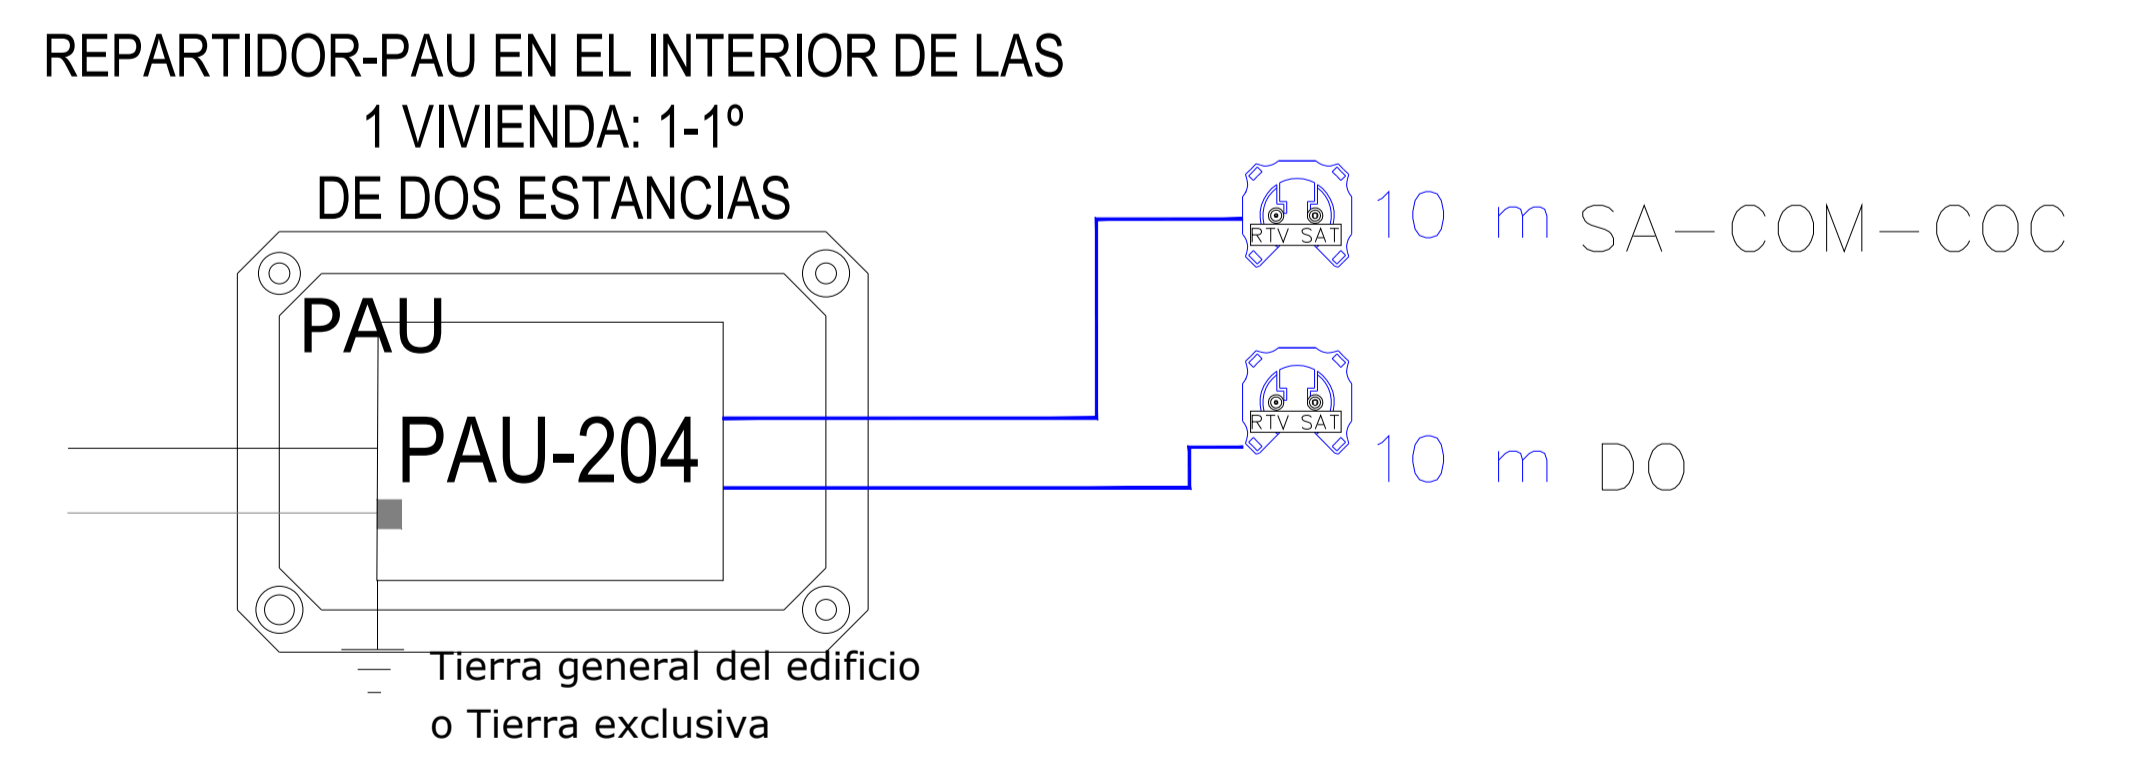 REPARTIDOR-PAU EN EL INTERIOR DE LAS
1 VIVIENDA: 1-1º
DE DOS ESTANCIAS
PAU
PAU-204
RTV SAT
10 m SA-COM-COC
RTV SAT
10 m DO
Tierra general del edificio
o Tierra exclusiva